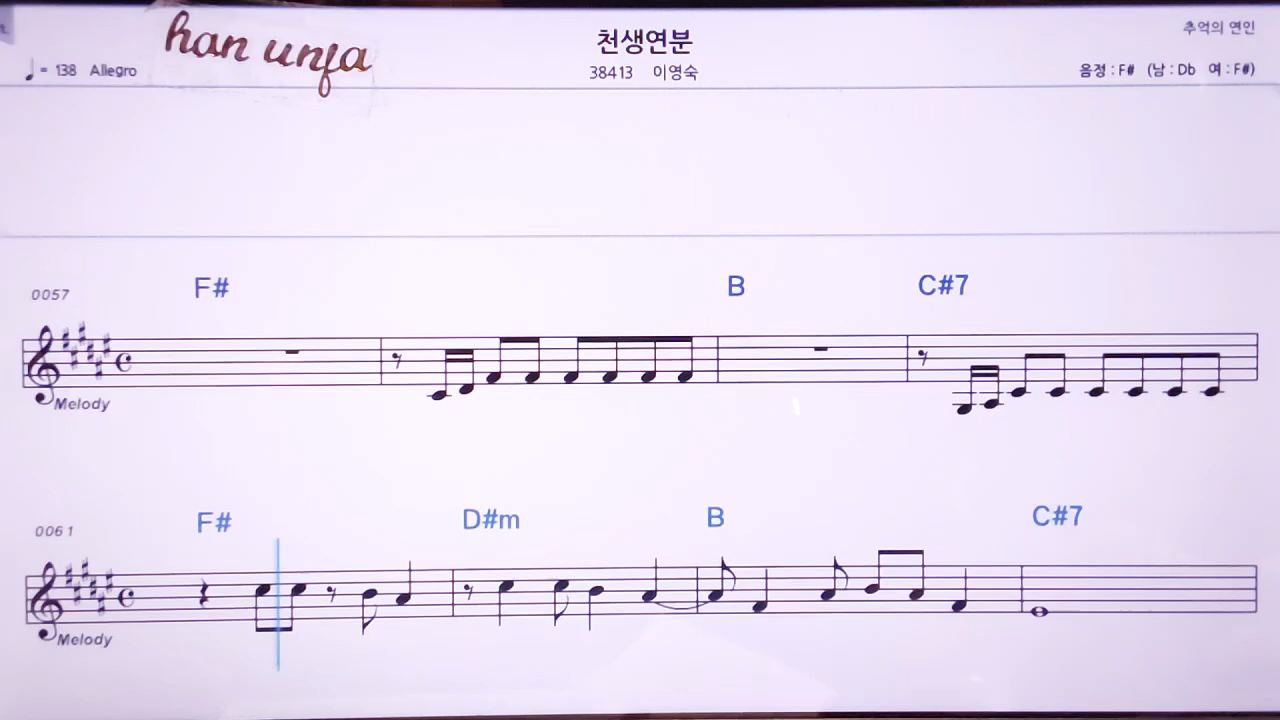 han unja
천생연분
추억의 연인
♩ = 138 Allegro
38413 이영숙
음정 : F# (남 : Db 여 : F#)
0057
F# B C#7
Melody
0061
F# D#m B C#7
Melody